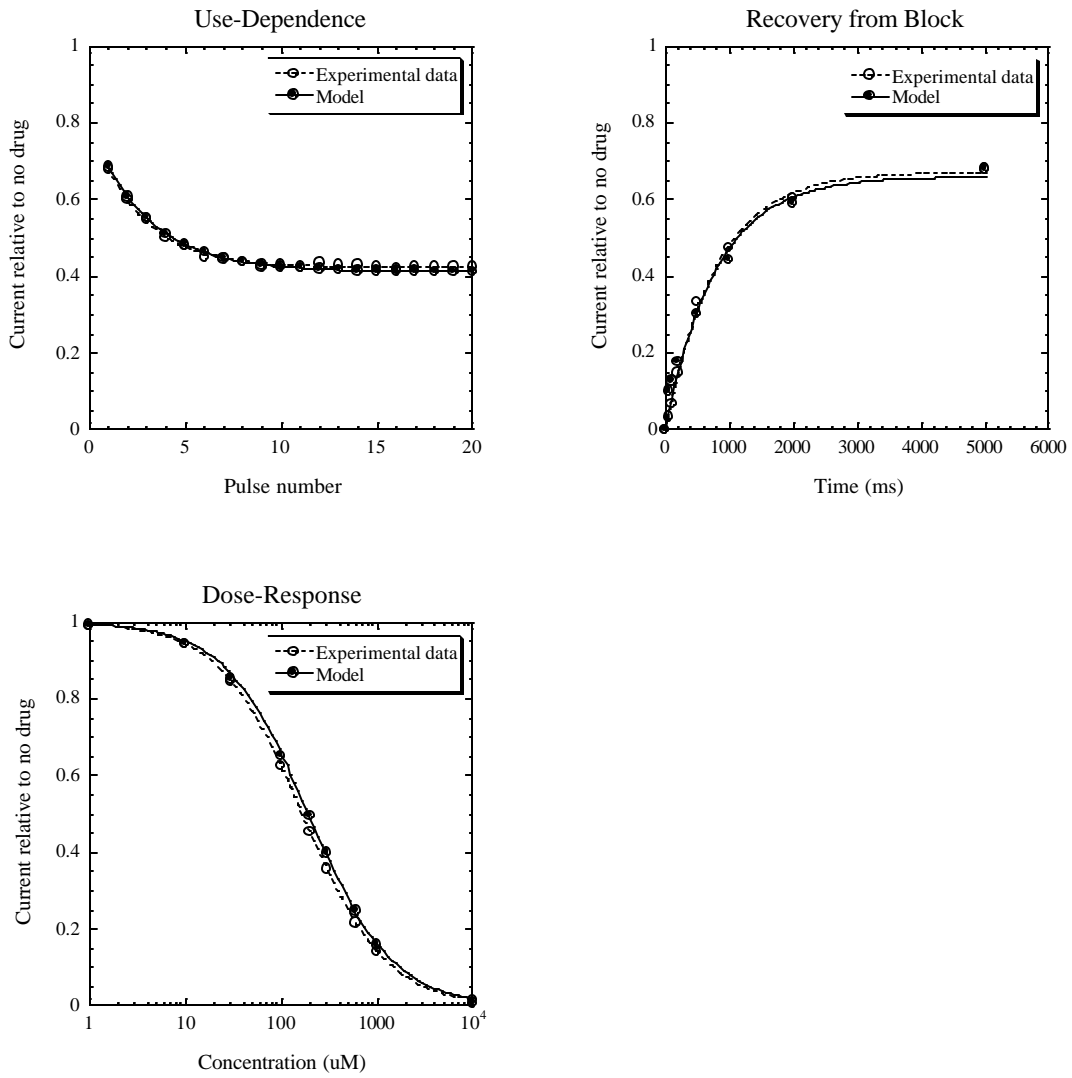 Use-Dependence
1
0.8
0.6
0.4
0.2
0
0
5
10
15
20
Current relative to no drug
Pulse number
Experimental data
Model
Recovery from Block
1
0.8
0.6
0.4
0.2
0
0
1000
2000
3000
4000
5000
6000
Current relative to no drug
Time (ms)
Experimental data
Model
Dose-Response
1
0.8
0.6
0.4
0.2
0
1
10
100
1000
10⁴
Current relative to no drug
Concentration (uM)
Experimental data
Model